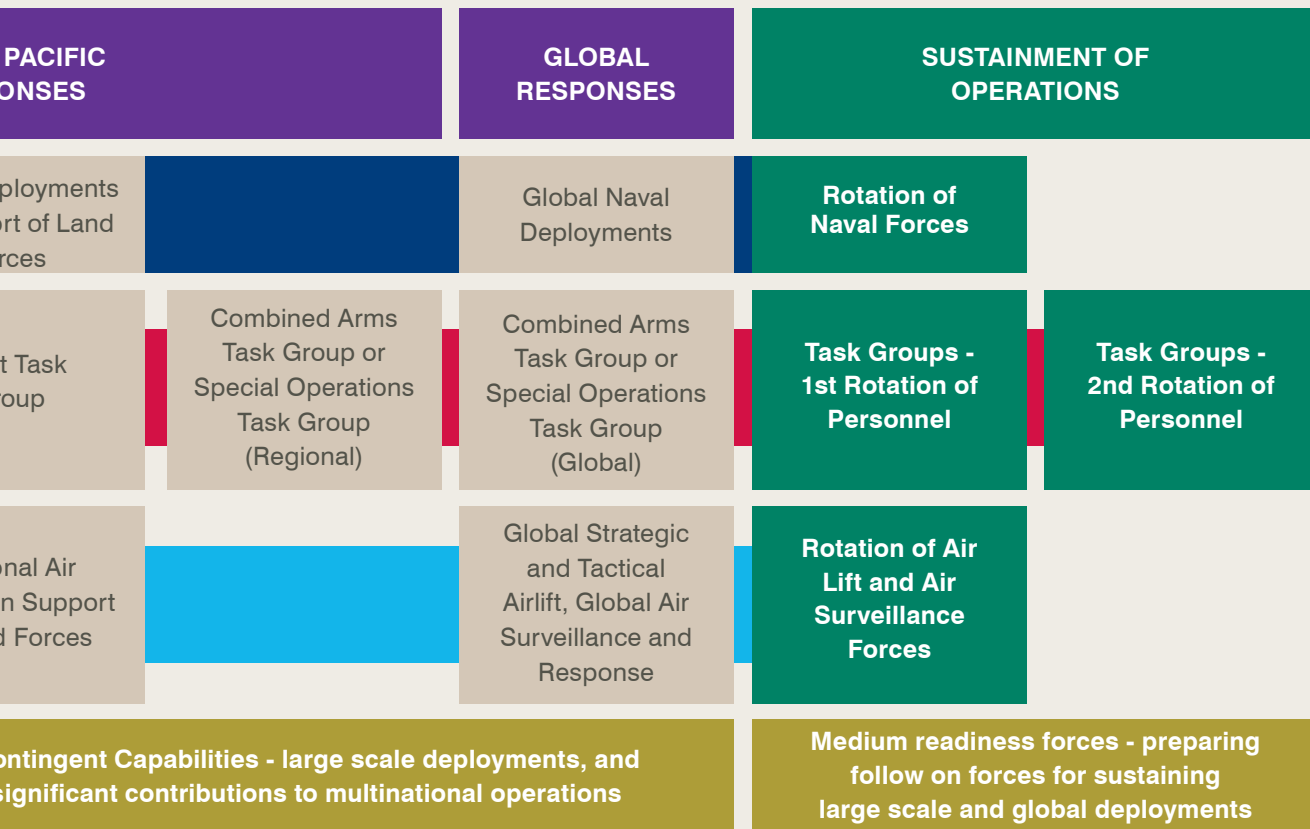 PACIFIC
ONSES
GLOBAL
RESPONSES
SUSTAINMENT OF
OPERATIONS
ployments
ort of Land
rces
Global Naval
Deployments
Rotation of
Naval Forces
t Task
roup
Combined Arms
Task Group or
Special Operations
Task Group
(Regional)
Combined Arms
Task Group or
Special Operations
Task Group
(Global)
Task Groups -
1st Rotation of
Personnel
Task Groups -
2nd Rotation of
Personnel
onal Air
n Support
d Forces
Global Strategic
and Tactical
Airlift, Global Air
Surveillance and
Response
Rotation of Air
Lift and Air
Surveillance
Forces
ontingent Capabilities - large scale deployments, and
significant contributions to multinational operations
Medium readiness forces - preparing
follow on forces for sustaining
large scale and global deployments